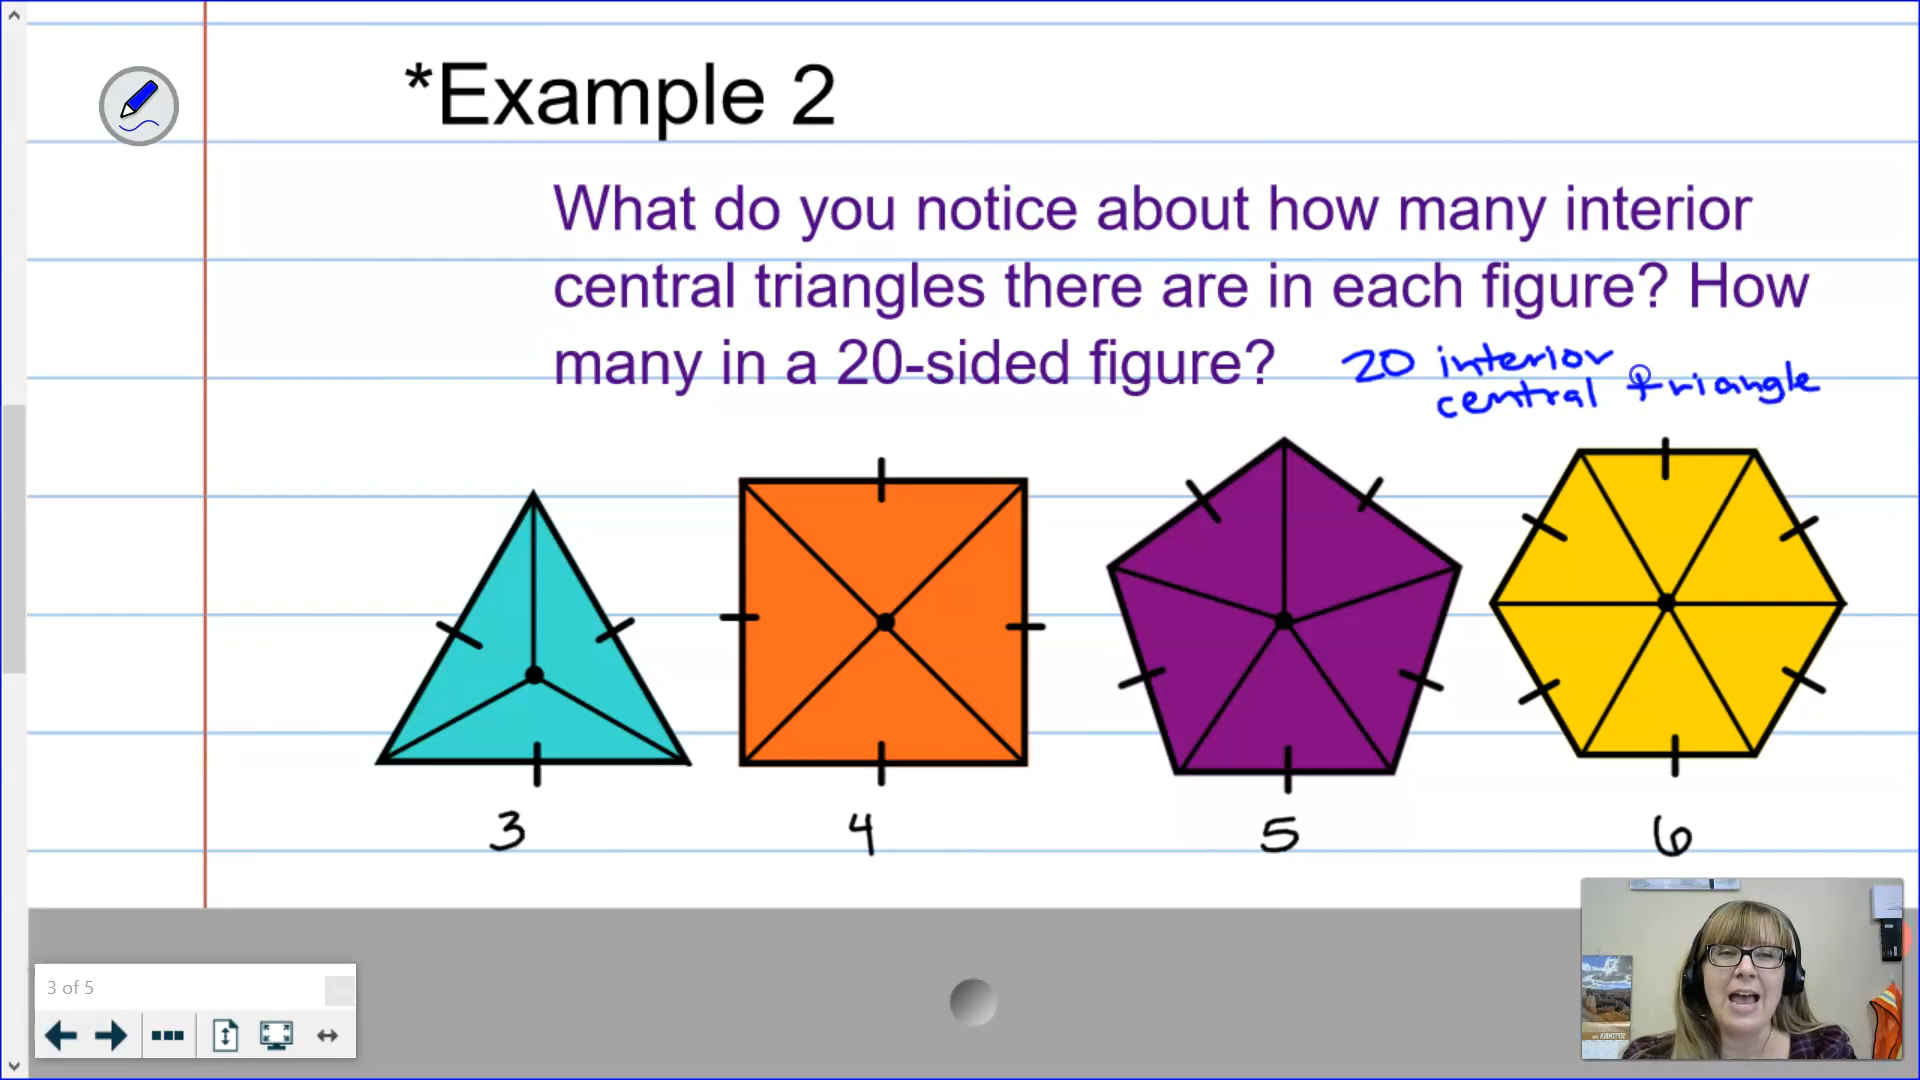 *Example 2
What do you notice about how many interior
central triangles there are in each figure? How
many in a 20-sided figure?
20 interior
central triangle
3
4
5
6
3 of 5